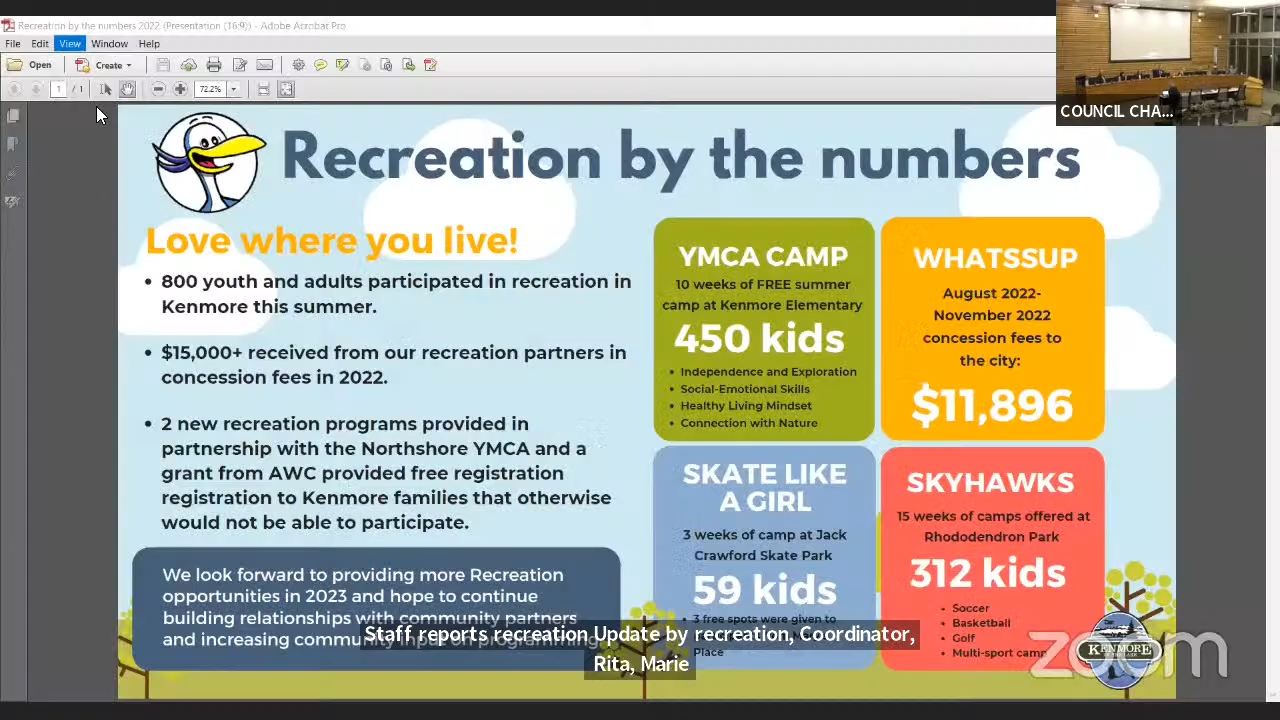 Recreation by the numbers 2022 (Presentation (16:9)) - Adobe Acrobat Pro
File Edit View Window Help
Open Create
1 / 1 72.2%
COUNCIL CHA...
Recreation by the numbers
Love where you live!
• 800 youth and adults participated in recreation in
Kenmore this summer.
• $15,000+ received from our recreation partners in
concession fees in 2022.
• 2 new recreation programs provided in
partnership with the Northshore YMCA and a
grant from AWC provided free registration
registration to Kenmore families that otherwise
would not be able to participate.
We look forward to providing more Recreation
opportunities in 2023 and hope to continue
building relationships with community partners
and increasing community input on programming.
YMCA CAMP
10 weeks of FREE summer
camp at Kenmore Elementary
450 kids
• Independence and Exploration
• Social-Emotional Skills
• Healthy Living Mindset
• Connection with Nature
WHATSSUP
August 2022-
November 2022
concession fees to
the city:
$11,896
SKATE LIKE
A GIRL
3 weeks of camp at Jack
Crawford Skate Park
59 kids
• 3 free spots were given to
Place
SKYHAWKS
15 weeks of camps offered at
Rhododendron Park
312 kids
• Soccer
• Basketball
• Golf
• Multi-sport camp
KENMORE
Staff reports recreation Update by recreation, Coordinator,
Rita, Marie
zoom